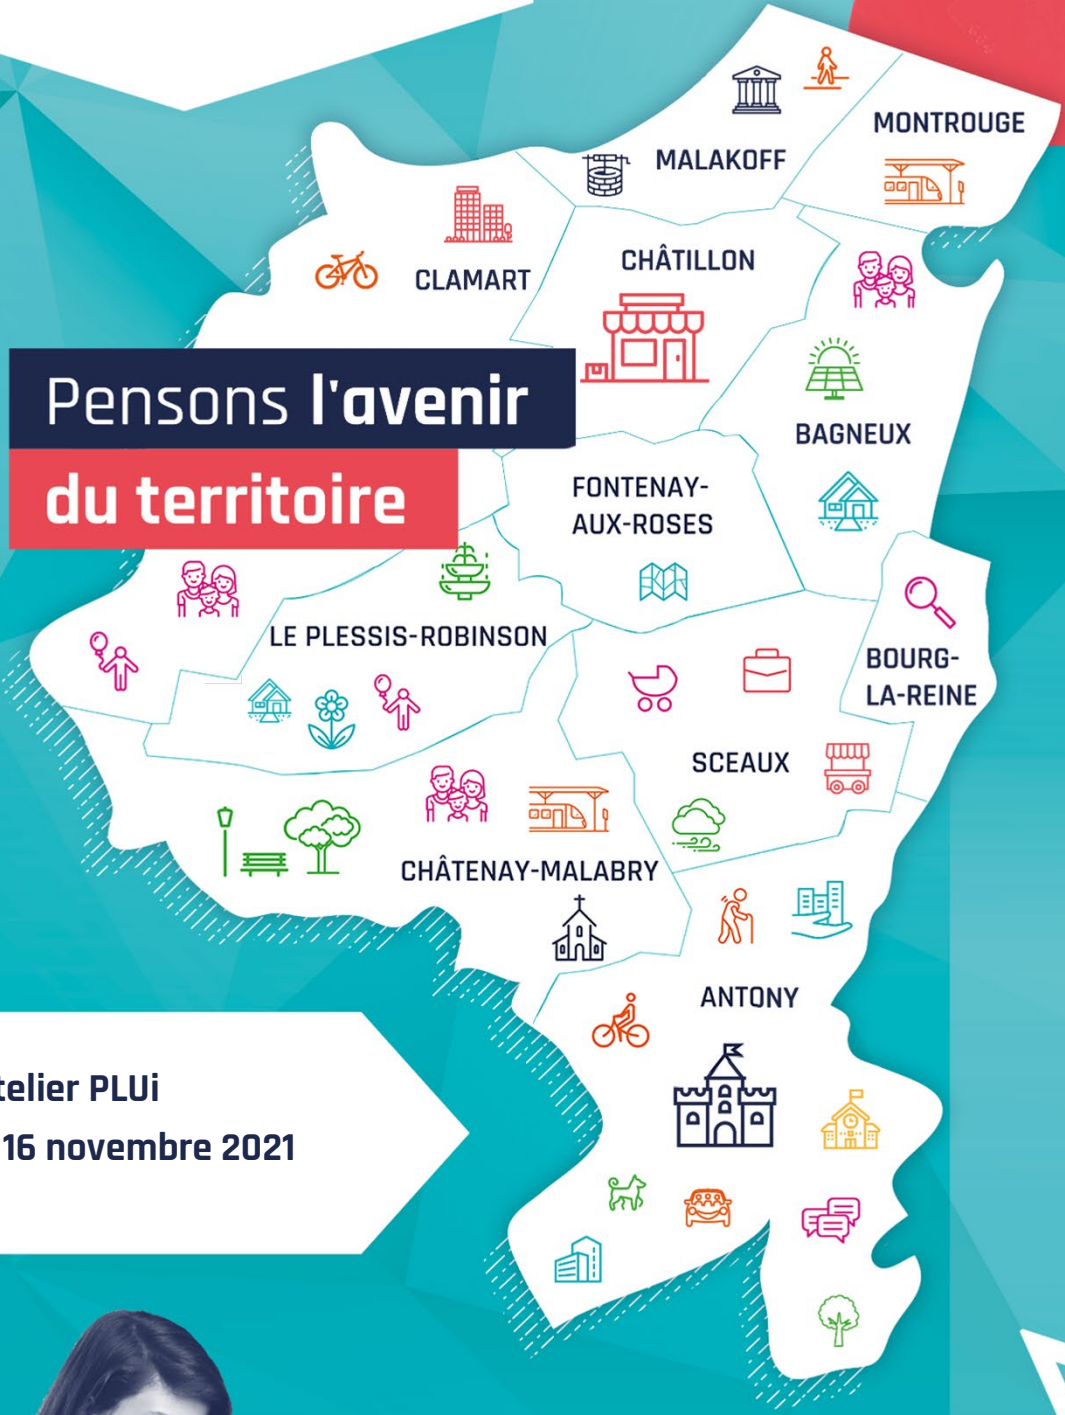 MONTROUGE
MALAKOFF
CHÂTILLON
CLAMART
Pensons l'avenir
du territoire
BAGNEUX
FONTENAY-
AUX-ROSES
LE PLESSIS-ROBINSON
BOURG-
LA-REINE
SCEAUX
CHÂTENAY-MALABRY
ANTONY
telier PLUi
16 novembre 2021